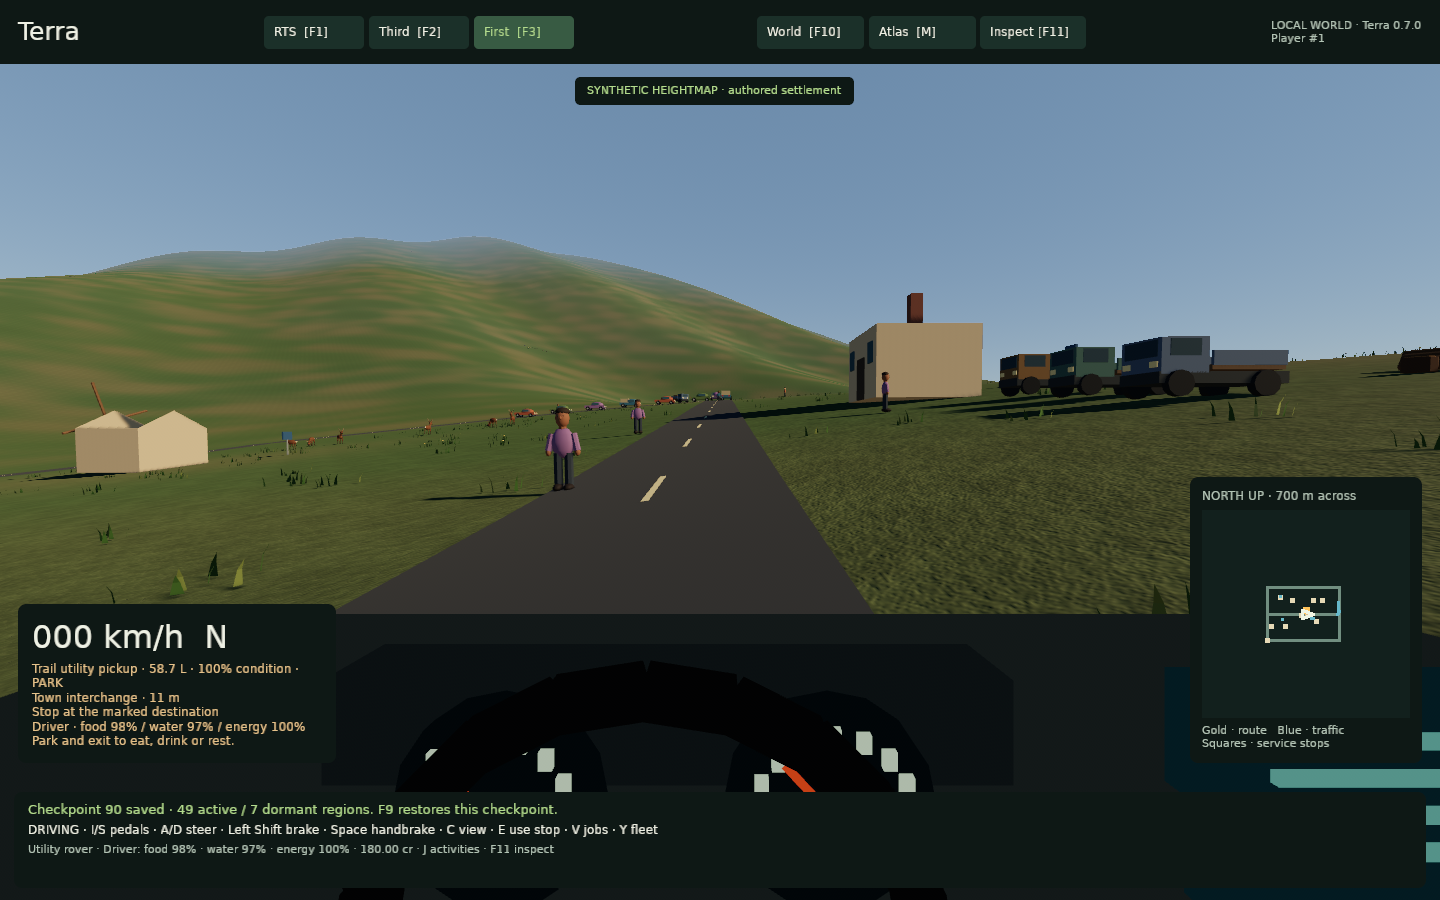 Terra
RTS [F1]
Third [F2]
First [F3]
World [F10]
Atlas [M]
Inspect [F11]
LOCAL WORLD · Terra 0.7.0
Player #1
SYNTHETIC HEIGHTMAP · authored settlement
NORTH UP · 700 m across
Gold · route Blue · traffic
Squares · service stops
000 km/h N
Trail utility pickup · 58.7 L · 100% condition ·
PARK
Town interchange · 11 m
Stop at the marked destination
Driver · food 98% / water 97% / energy 100%
Park and exit to eat, drink or rest.
Checkpoint 90 saved · 49 active / 7 dormant regions. F9 restores this checkpoint.
DRIVING · I/S pedals · A/D steer · Left Shift brake · Space handbrake · C view · E use stop · V jobs · Y fleet
Utility rover · Driver: food 98% · water 97% · energy 100% · 180.00 cr · J activities · F11 inspect